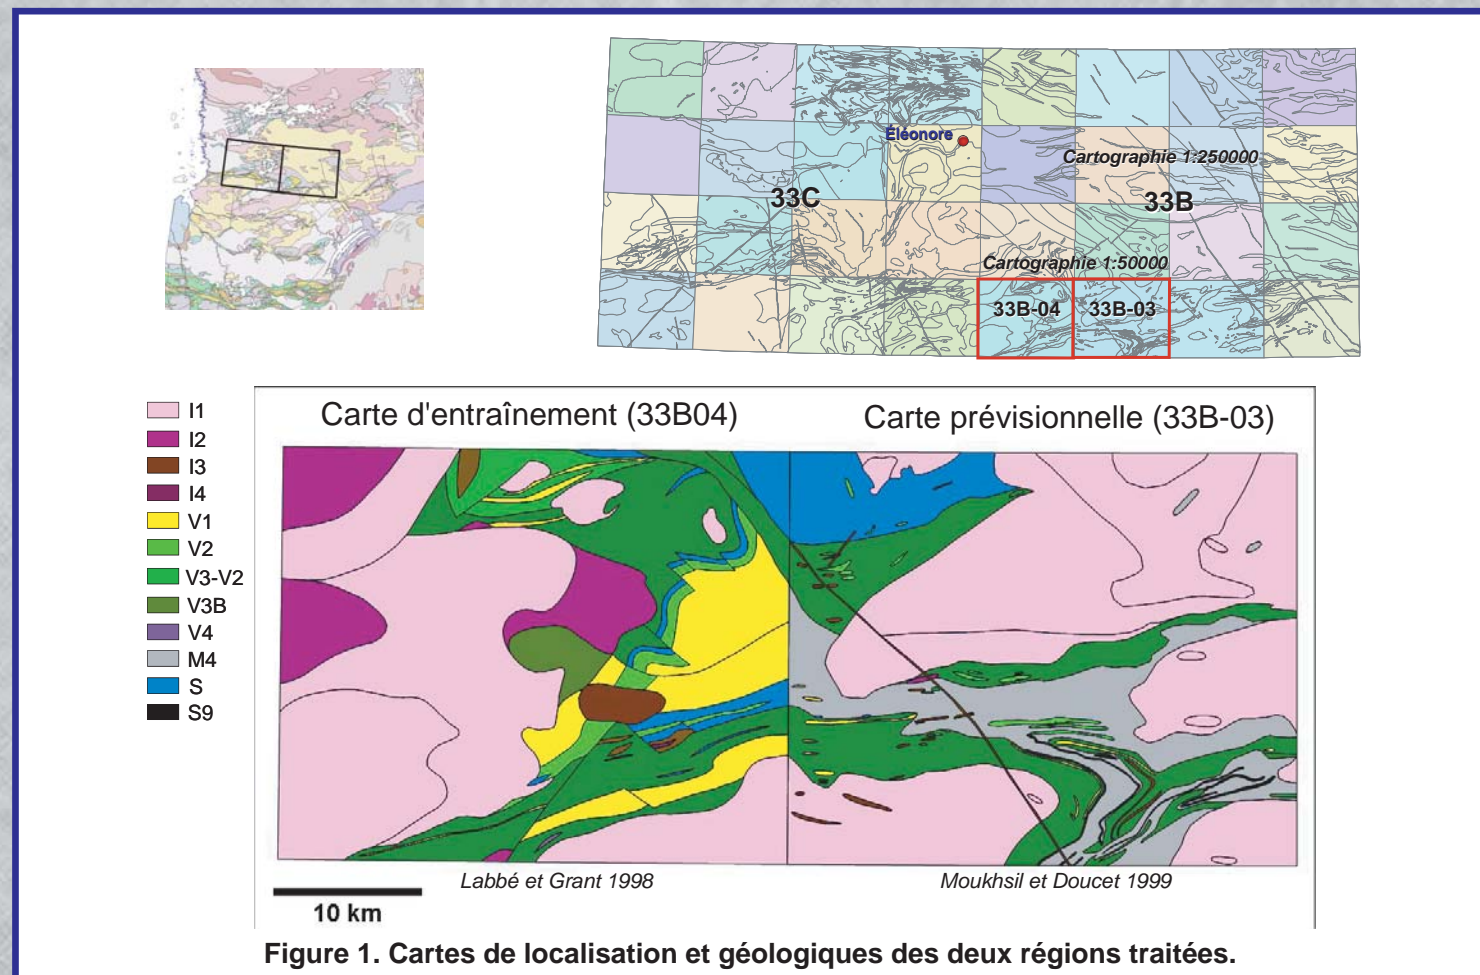 Éléonore
Cartographie 1:250000
33C
33B
Cartographie 1:50000
33B-04
33B-03
I1
I2
I3
I4
V1
V2
V3-V2
V3B
V4
M4
S
S9
Carte d'entraînement (33B04)
Carte prévisionnelle (33B-03)
Labbé et Grant 1998
Moukhsil et Doucet 1999
10 km
Figure 1. Cartes de localisation et géologiques des deux régions traitées.